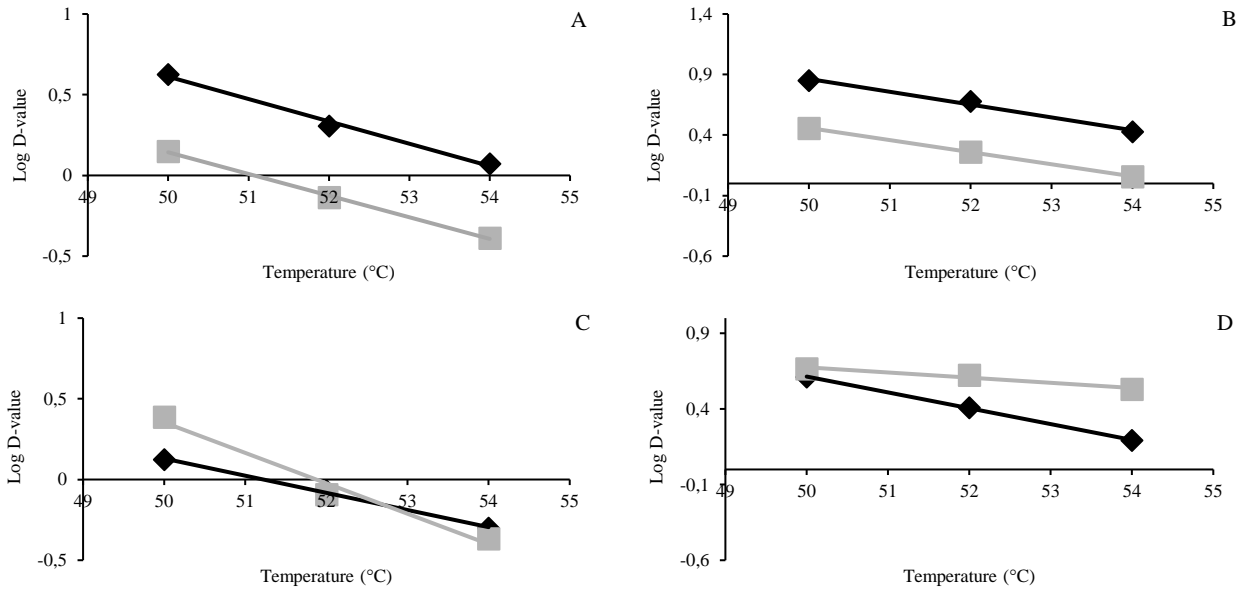 A
Log D-value
1
0,5
0
-0,5
49 50 51 52 53 54 55
Temperature (°C)
B
Log D-value
1,4
0,9
0,4
-0,1
-0,6
49 50 51 52 53 54 55
Temperature (°C)
C
Log D-value
1
0,5
0
-0,5
49 50 51 52 53 54 55
Temperature (°C)
D
Log D-value
0,9
0,4
-0,1
-0,6
49 50 51 52 53 54 55
Temperature (°C)